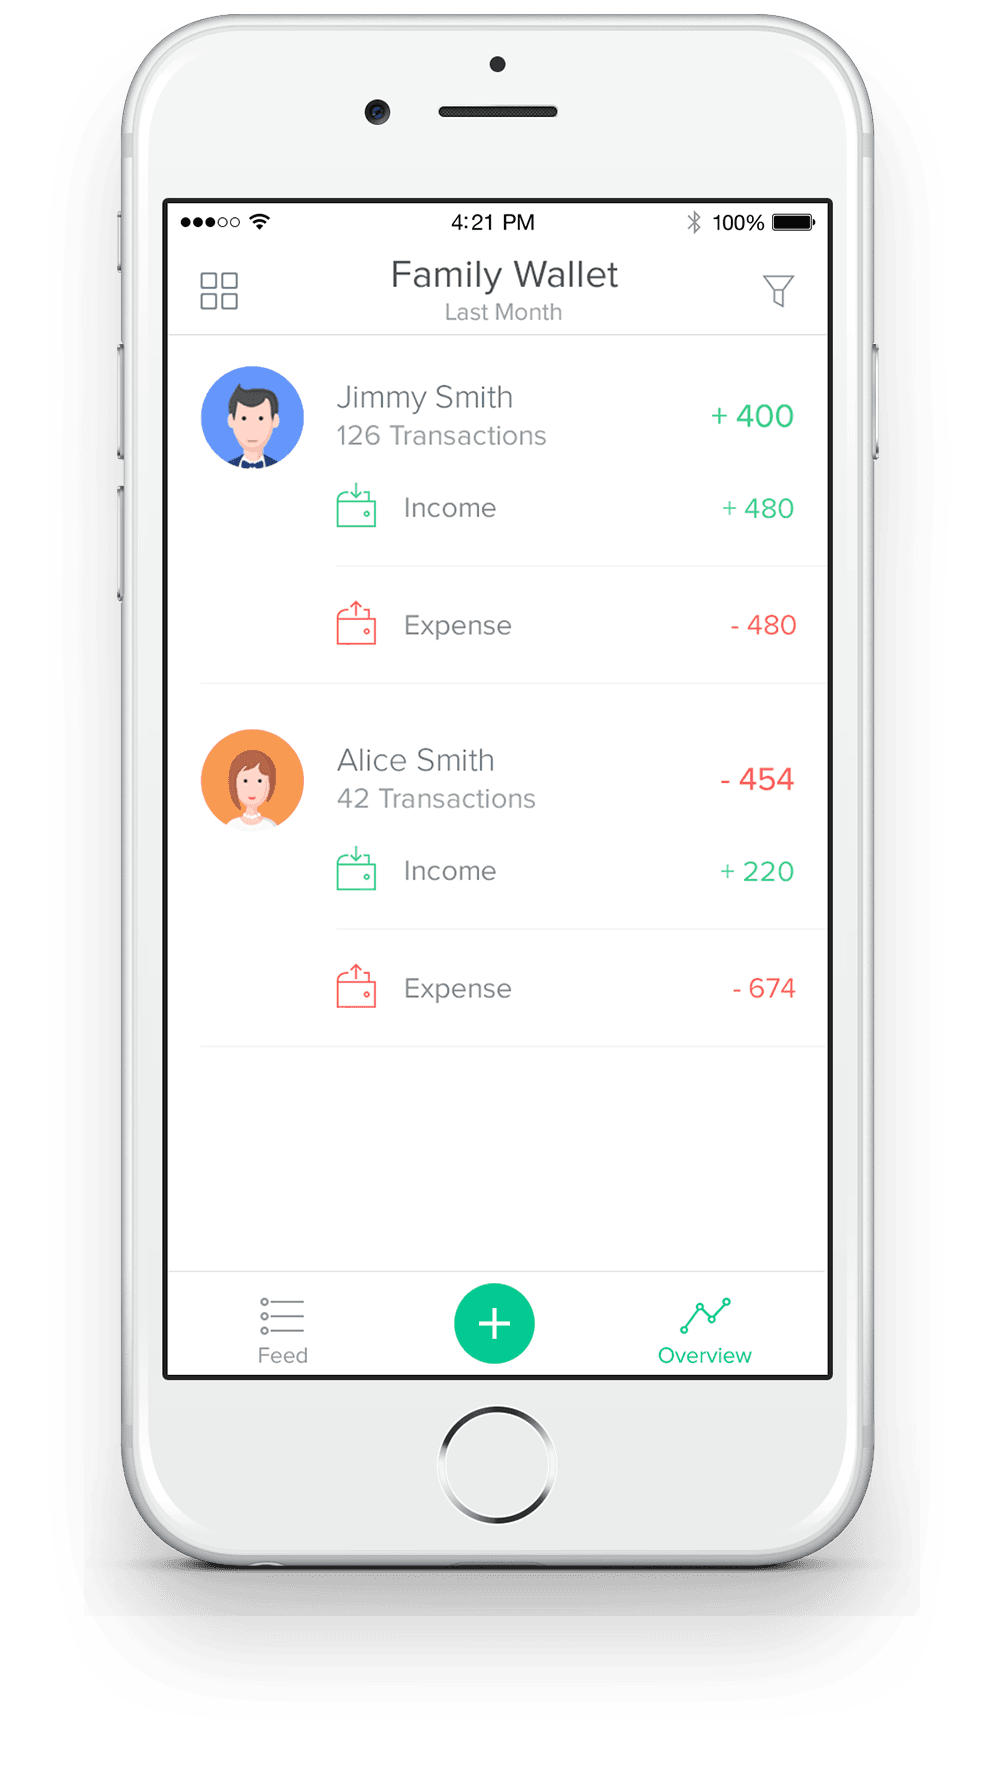 4:21 PM
100%
Family Wallet
Last Month
Jimmy Smith
126 Transactions
+ 400
Income
+ 480
Expense
- 480
Alice Smith
42 Transactions
- 454
Income
+ 220
Expense
- 674
Feed
Overview